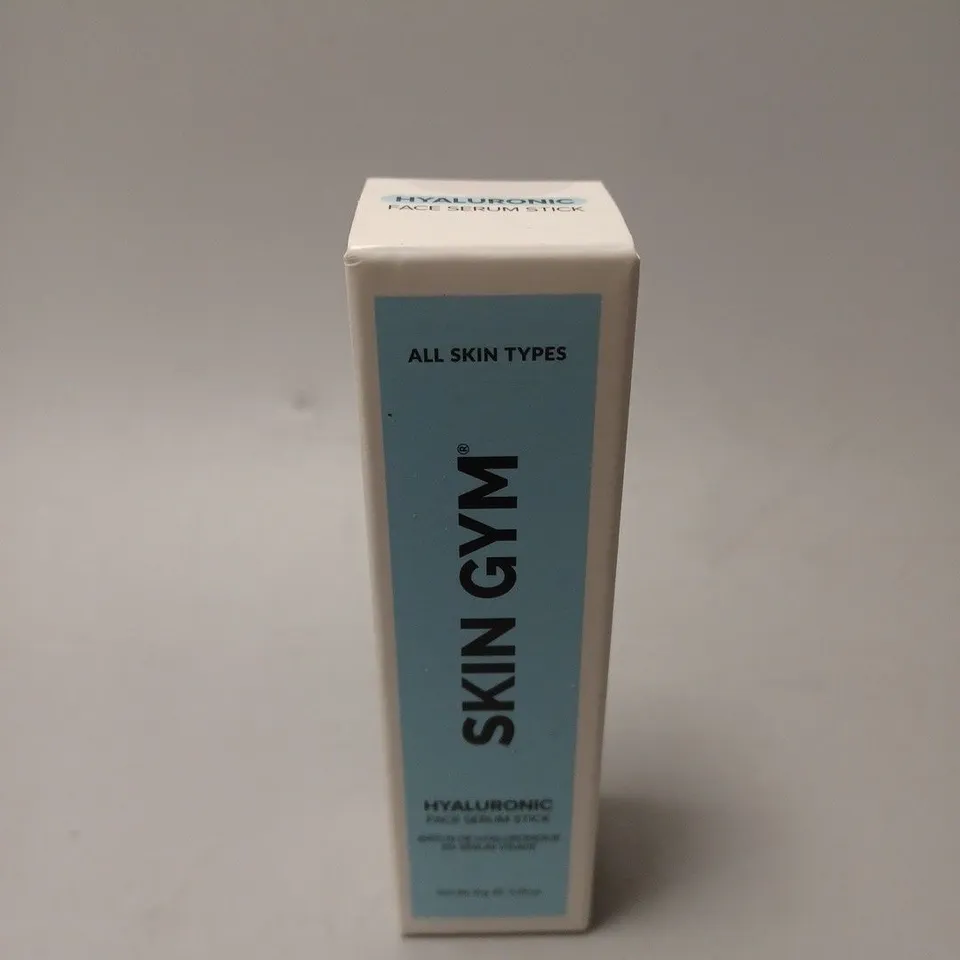 HYALURONIC
FACE SERUM STICK
ALL SKIN TYPES
SKIN GYM®
HYALURONIC
FACE SERUM STICK